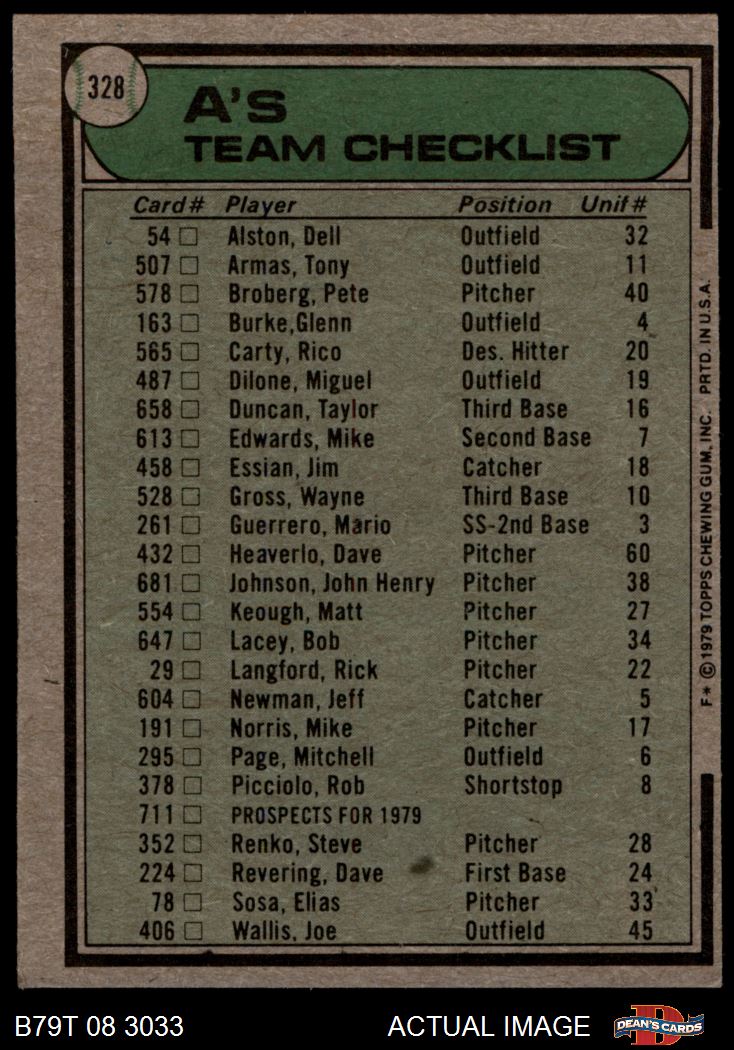 328
A'S
TEAM CHECKLIST
Card# Player Position Unif#
54 □ Alston, Dell Outfield 32
507 □ Armas, Tony Outfield 11
578 □ Broberg, Pete Pitcher 40
163 □ Burke,Glenn Outfield 4
565 □ Carty, Rico Des. Hitter 20
487 □ Dilone, Miguel Outfield 19
658 □ Duncan, Taylor Third Base 16
613 □ Edwards, Mike Second Base 7
458 □ Essian, Jim Catcher 18
528 □ Gross, Wayne Third Base 10
261 □ Guerrero, Mario SS-2nd Base 3
432 □ Heaverlo, Dave Pitcher 60
681 □ Johnson, John Henry Pitcher 38
554 □ Keough, Matt Pitcher 27
647 □ Lacey, Bob Pitcher 34
29 □ Langford, Rick Pitcher 22
604 □ Newman, Jeff Catcher 5
191 □ Norris, Mike Pitcher 17
295 □ Page, Mitchell Outfield 6
378 □ Picciolo, Rob Shortstop 8
711 □ PROSPECTS FOR 1979
352 □ Renko, Steve Pitcher 28
224 □ Revering, Dave First Base 24
78 □ Sosa, Elias Pitcher 33
406 □ Wallis, Joe Outfield 45
F* © 1979 TOPPS CHEWING GUM, INC. PRTD. IN U.S.A.
B79T 08 3033 ACTUAL IMAGE
D
DEAN'S CARDS